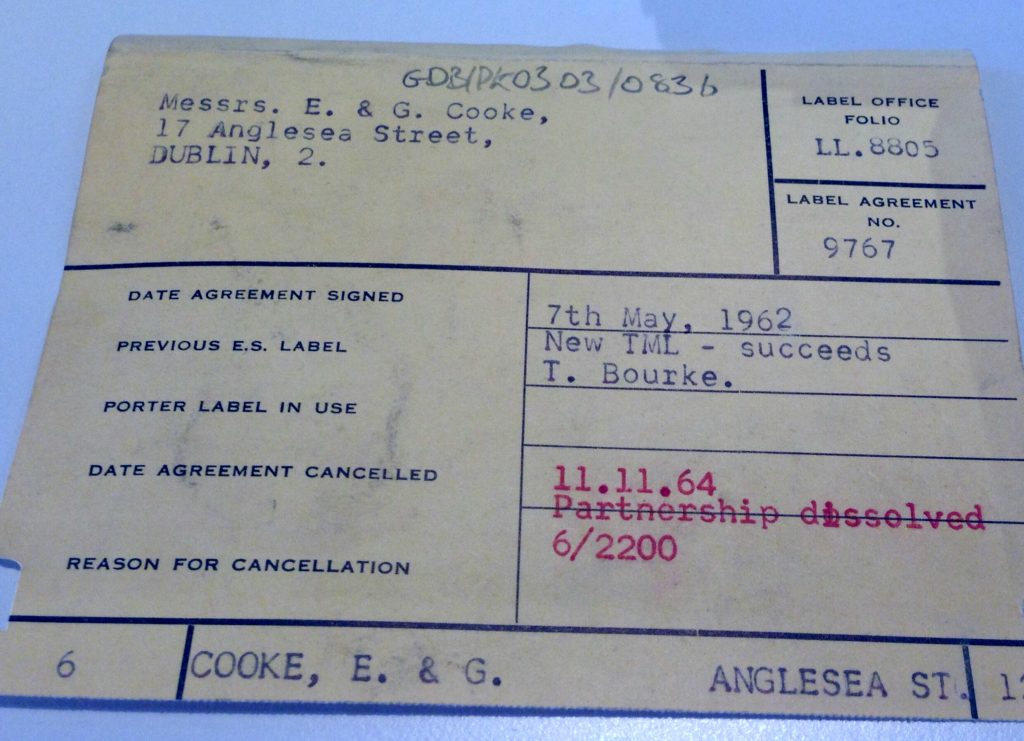 GDB/PK03 03/0836
Messrs. E. & G. Cooke,
17 Anglesea Street,
DUBLIN, 2.
LABEL OFFICE
FOLIO
LL.8805
LABEL AGREEMENT
NO.
9767
DATE AGREEMENT SIGNED
7th May, 1962
PREVIOUS E.S. LABEL
New TML - succeeds
T. Bourke.
PORTER LABEL IN USE
DATE AGREEMENT CANCELLED
11.11.64
Partnership dissolved
6/2200
REASON FOR CANCELLATION
6 COOKE, E. & G. ANGLESEA ST.